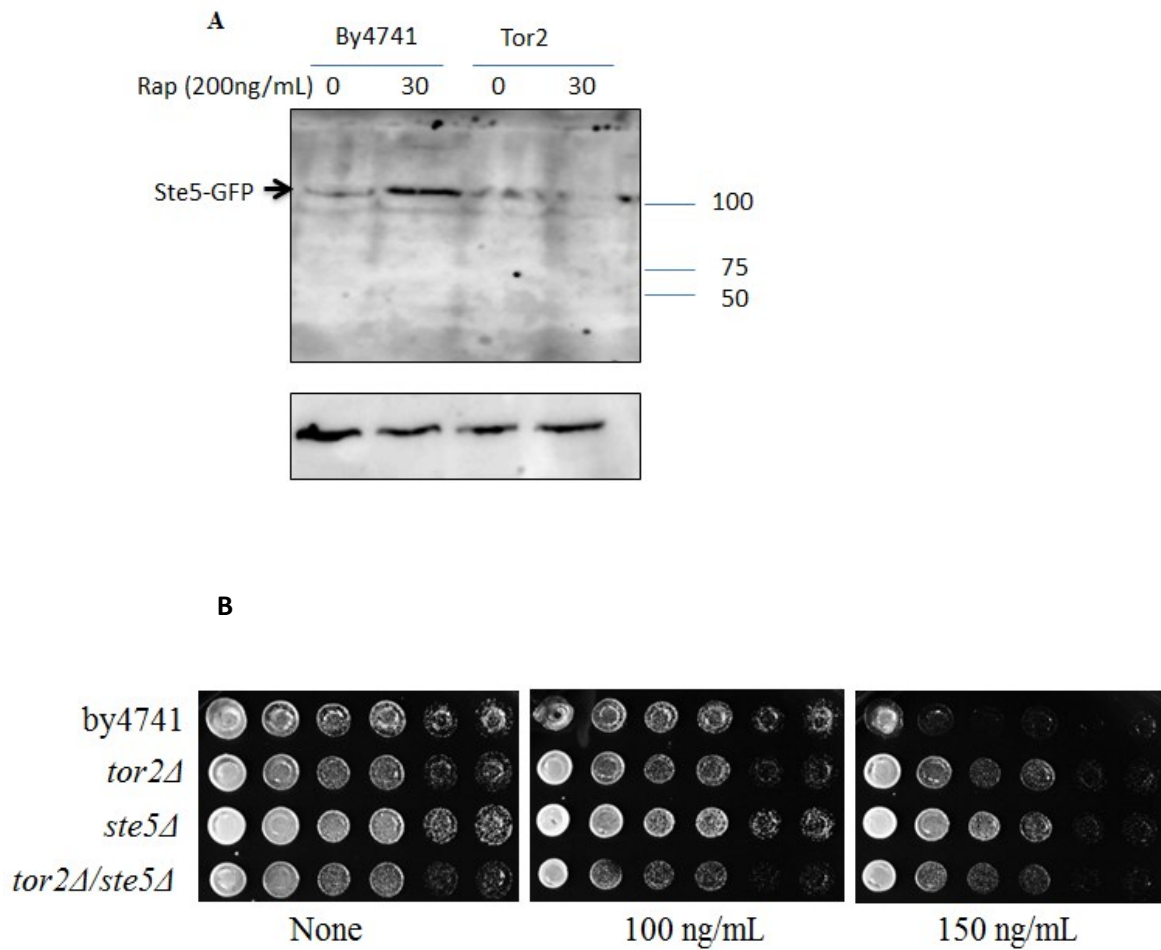 A
By4741 Tor2
Rap (200ng/mL) 0 30 0 30
Ste5-GFP
100
75
50
B
by4741
tor2Δ
ste5Δ
tor2Δ/ste5Δ
None 100 ng/mL 150 ng/mL